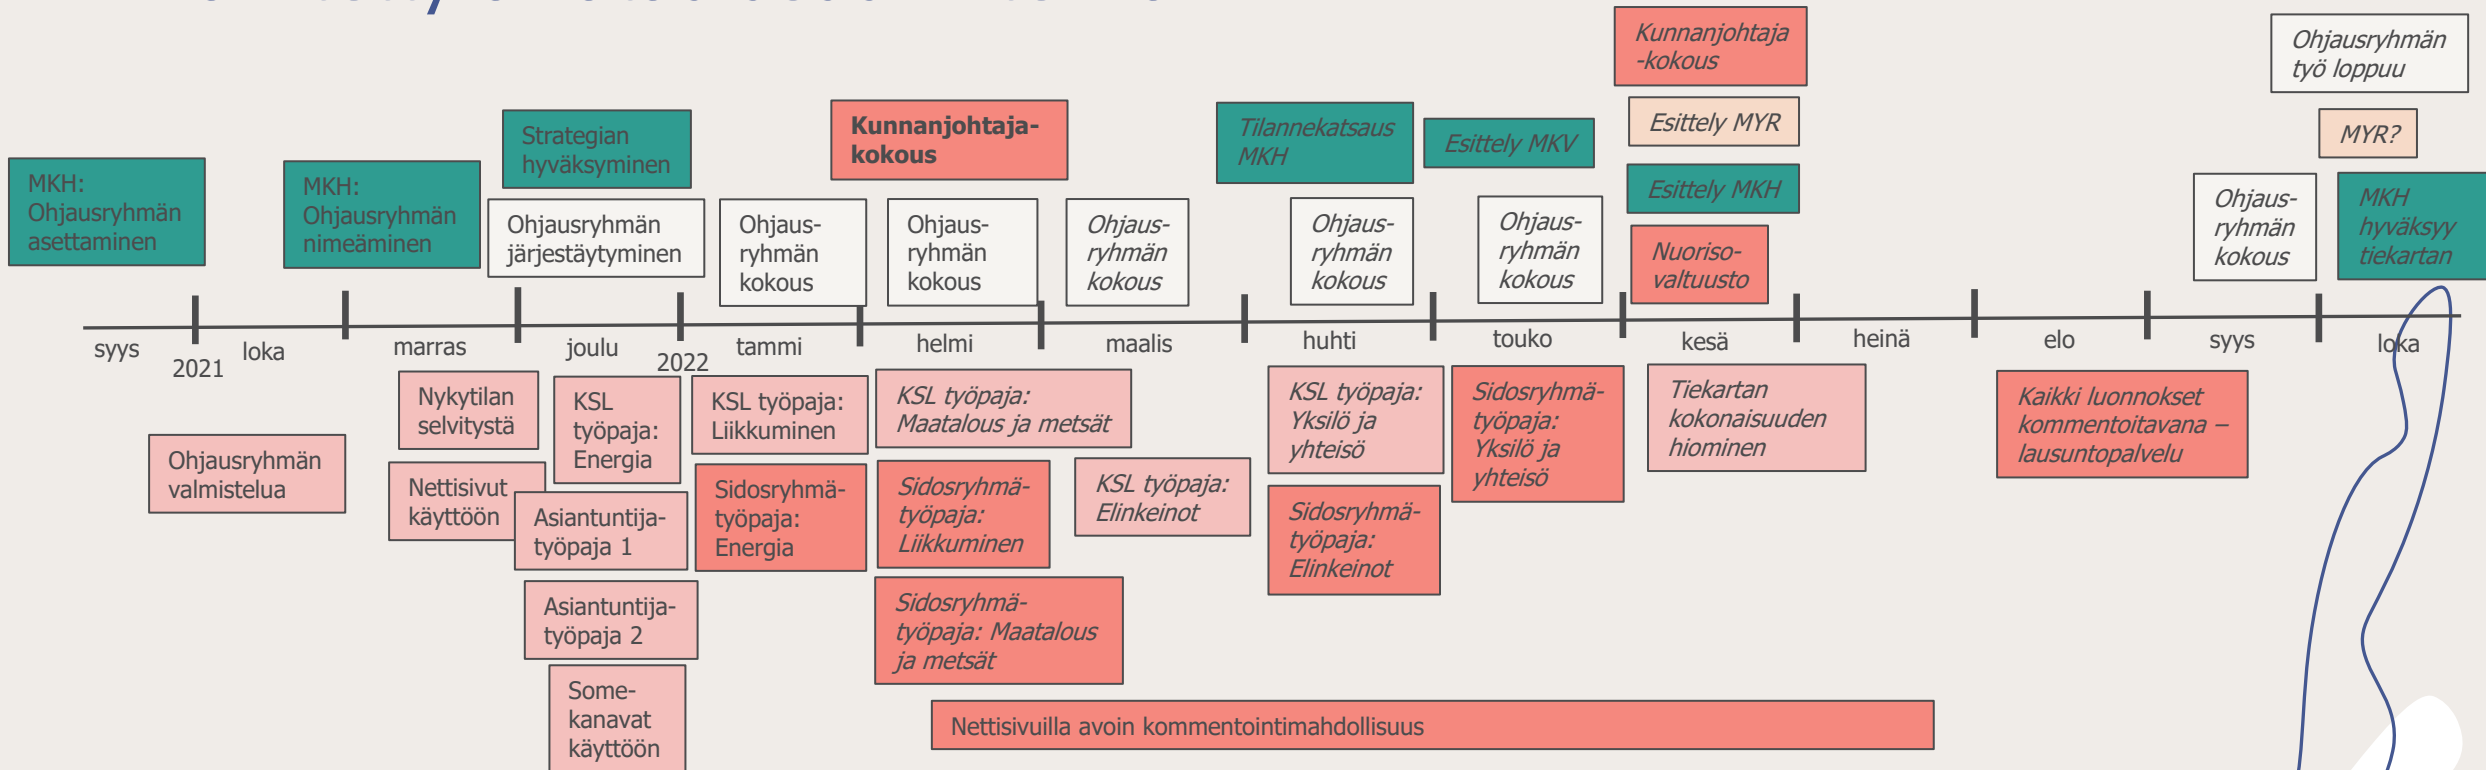 MKH:
Ohjausryhmän
asettaminen
MKH:
Ohjausryhmän
nimeäminen
Strategian
hyväksyminen
Ohjausryhmän
järjestäytyminen
Ohjaus-
ryhmän
kokous
Kunnanjohtaja-
kokous
Ohjaus-
ryhmän
kokous
Ohjaus-
ryhmän
kokous
Tilannekatsaus
MKH
Ohjaus-
ryhmän
kokous
Esittely MKV
Ohjaus-
ryhmän
kokous
Kunnanjohtaja
-kokous
Esittely MYR
Esittely MKH
Nuoriso-
valtuusto
Ohjaus-
ryhmän
kokous
Ohjausryhmän
työ loppuu
MYR?
MKH
hyväksyy
tiekartan
syys
2021
loka
marras
joulu
2022
tammi
helmi
maalis
huhti
touko
kesä
heinä
elo
syys
loka
Ohjausryhmän
valmistelua
Nykytilan
selvitystä
Nettisivut
käyttöön
KSL
työpaja:
Energia
Asiantuntija-
työpaja 1
Asiantuntija-
työpaja 2
Some-
kanavat
käyttöön
KSL työpaja:
Liikkuminen
Sidosryhmä-
työpaja:
Energia
KSL työpaja:
Maatalous ja metsät
Sidosryhmä-
työpaja:
Liikkuminen
Sidosryhmä-
työpaja: Maatalous
ja metsät
KSL työpaja:
Elinkeinot
KSL työpaja:
Yksilö ja
yhteisö
Sidosryhmä-
työpaja:
Elinkeinot
Sidosryhmä-
työpaja:
Yksilö ja
yhteisö
Tiekartan
kokonaisuuden
hiominen
Kaikki luonnokset
kommentoitavana –
lausuntopalvelu
Nettisivuilla avoin kommentointimahdollisuus